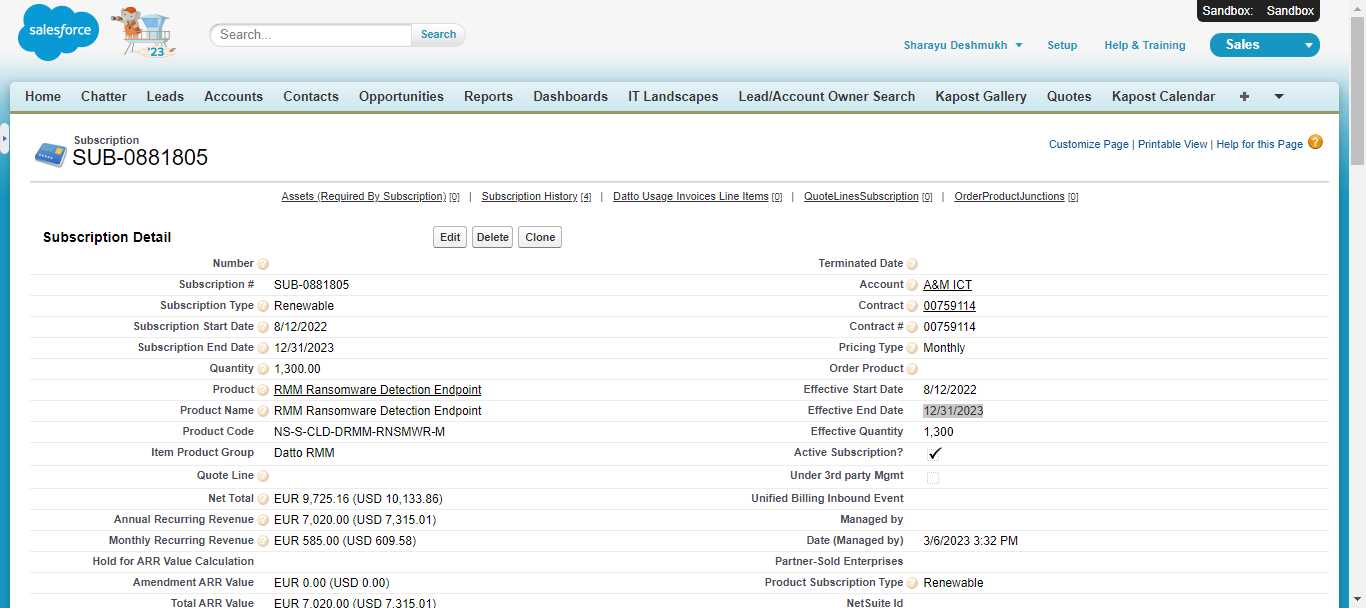 Sandbox: Sandbox
salesforce
'23
Search...
Search
Sharayu Deshmukh
Setup
Help & Training
Sales
Home Chatter Leads Accounts Contacts Opportunities Reports Dashboards IT Landscapes Lead/Account Owner Search Kapost Gallery Quotes Kapost Calendar +
Subscription
SUB-0881805
Customize Page | Printable View | Help for this Page ?
Assets (Required By Subscription) [0] | Subscription History [4] | Datto Usage Invoices Line Items [0] | QuoteLinesSubscription [0] | OrderProductJunctions [0]
Subscription Detail
Edit Delete Clone
Number Terminated Date
Subscription # SUB-0881805 Account A&M ICT
Subscription Type Renewable Contract 00759114
Subscription Start Date 8/12/2022 Contract # 00759114
Subscription End Date 12/31/2023 Pricing Type Monthly
Quantity 1,300.00 Order Product
Product RMM Ransomware Detection Endpoint Effective Start Date 8/12/2022
Product Name RMM Ransomware Detection Endpoint Effective End Date 12/31/2023
Product Code NS-S-CLD-DRMM-RNSMWR-M Effective Quantity 1,300
Item Product Group Datto RMM Active Subscription?
Quote Line Under 3rd party Mgmt
Net Total EUR 9,725.16 (USD 10,133.86) Unified Billing Inbound Event
Annual Recurring Revenue EUR 7,020.00 (USD 7,315.01) Managed by
Monthly Recurring Revenue EUR 585.00 (USD 609.58) Date (Managed by) 3/6/2023 3:32 PM
Hold for ARR Value Calculation Partner-Sold Enterprises
Amendment ARR Value EUR 0.00 (USD 0.00) Product Subscription Type Renewable
Total ARR Value EUR 7,020.00 (USD 7,315.01) NetSuite Id